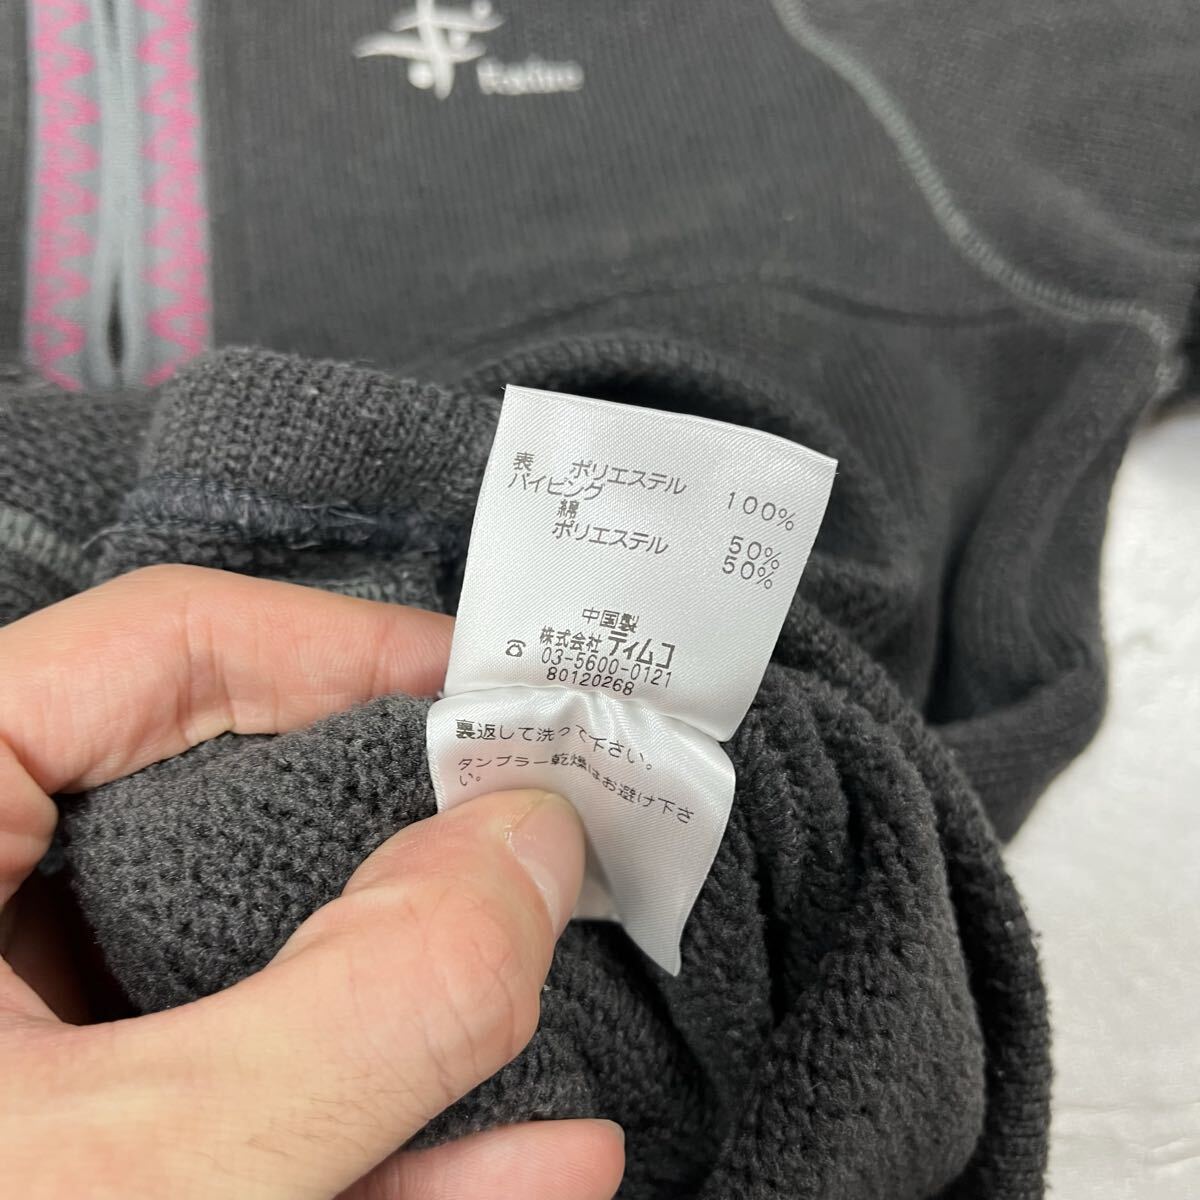 表 ポリエステル 100%
パイピング
綿 50%
ポリエステル 50%
中国製
株式会社 ティムコ
03-5600-0121
80120268
裏返して洗って下さい。
タンブラー乾燥はお避け下さ
い。